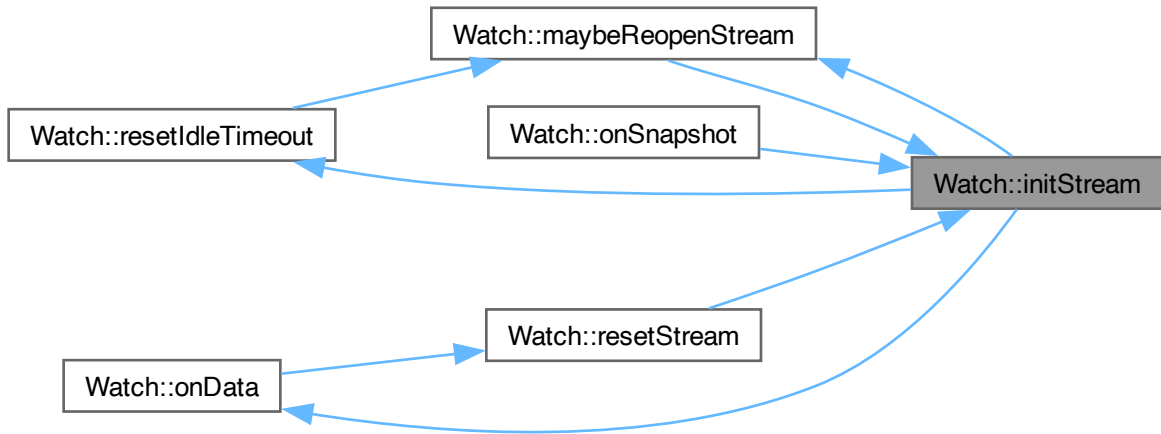 Watch::maybeReopenStream
Watch::resetIdleTimeout
Watch::onSnapshot
Watch::initStream
Watch::resetStream
Watch::onData